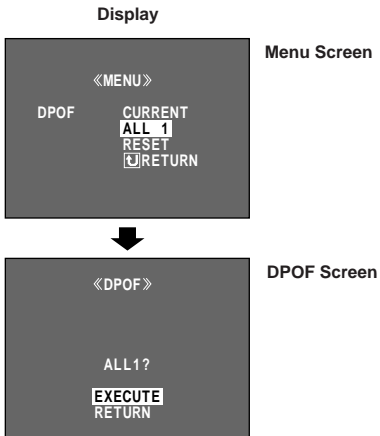 Display
Menu Screen
《MENU》
DPOF CURRENT
ALL 1
RESET
RETURN
DPOF Screen
《DPOF》
ALL1?
EXECUTE
RETURN